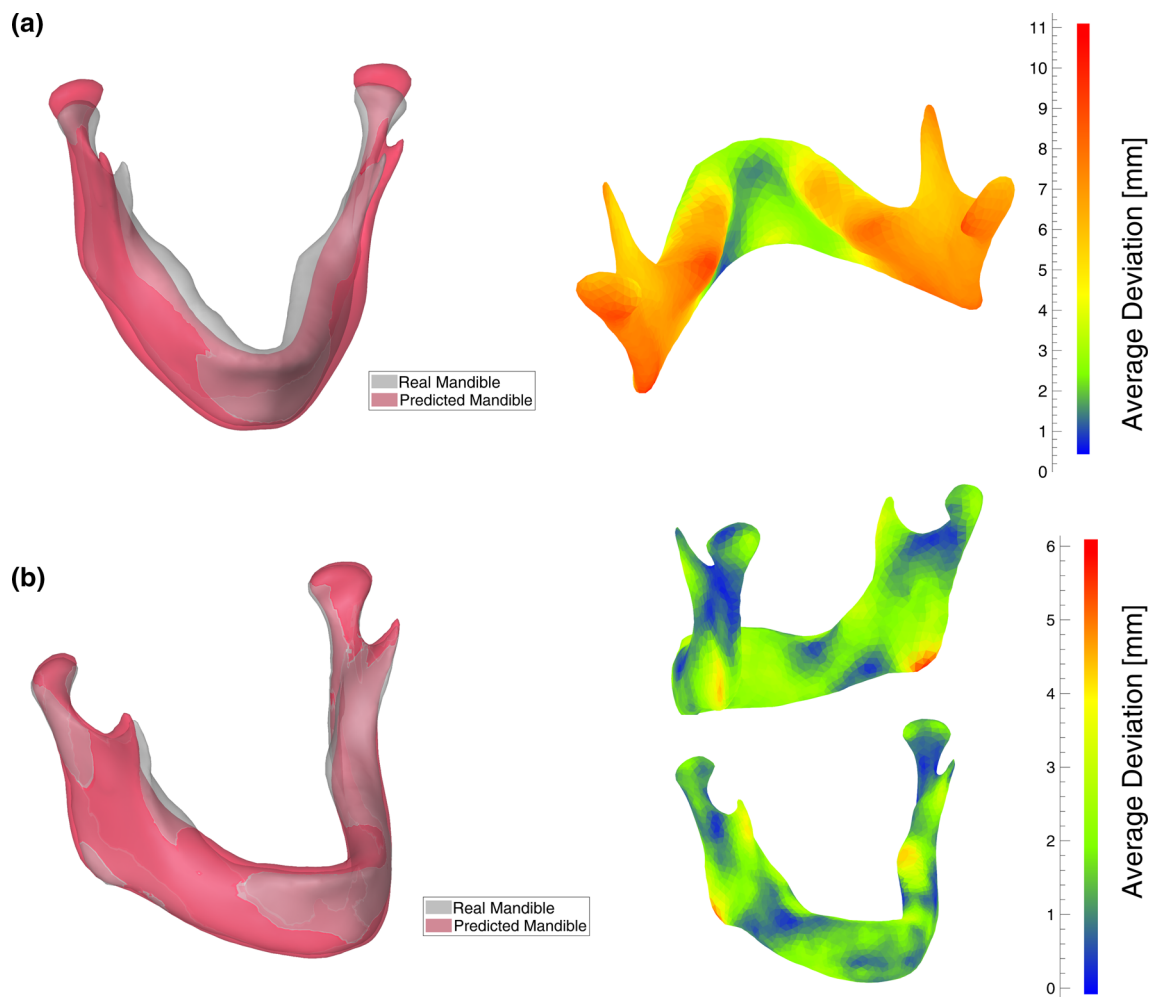 (a)
Real Mandible
Predicted Mandible
11
10
9
8
7
6
5
4
3
2
1
0
Average Deviation [mm]
(b)
Real Mandible
Predicted Mandible
6
5
4
3
2
1
0
Average Deviation [mm]